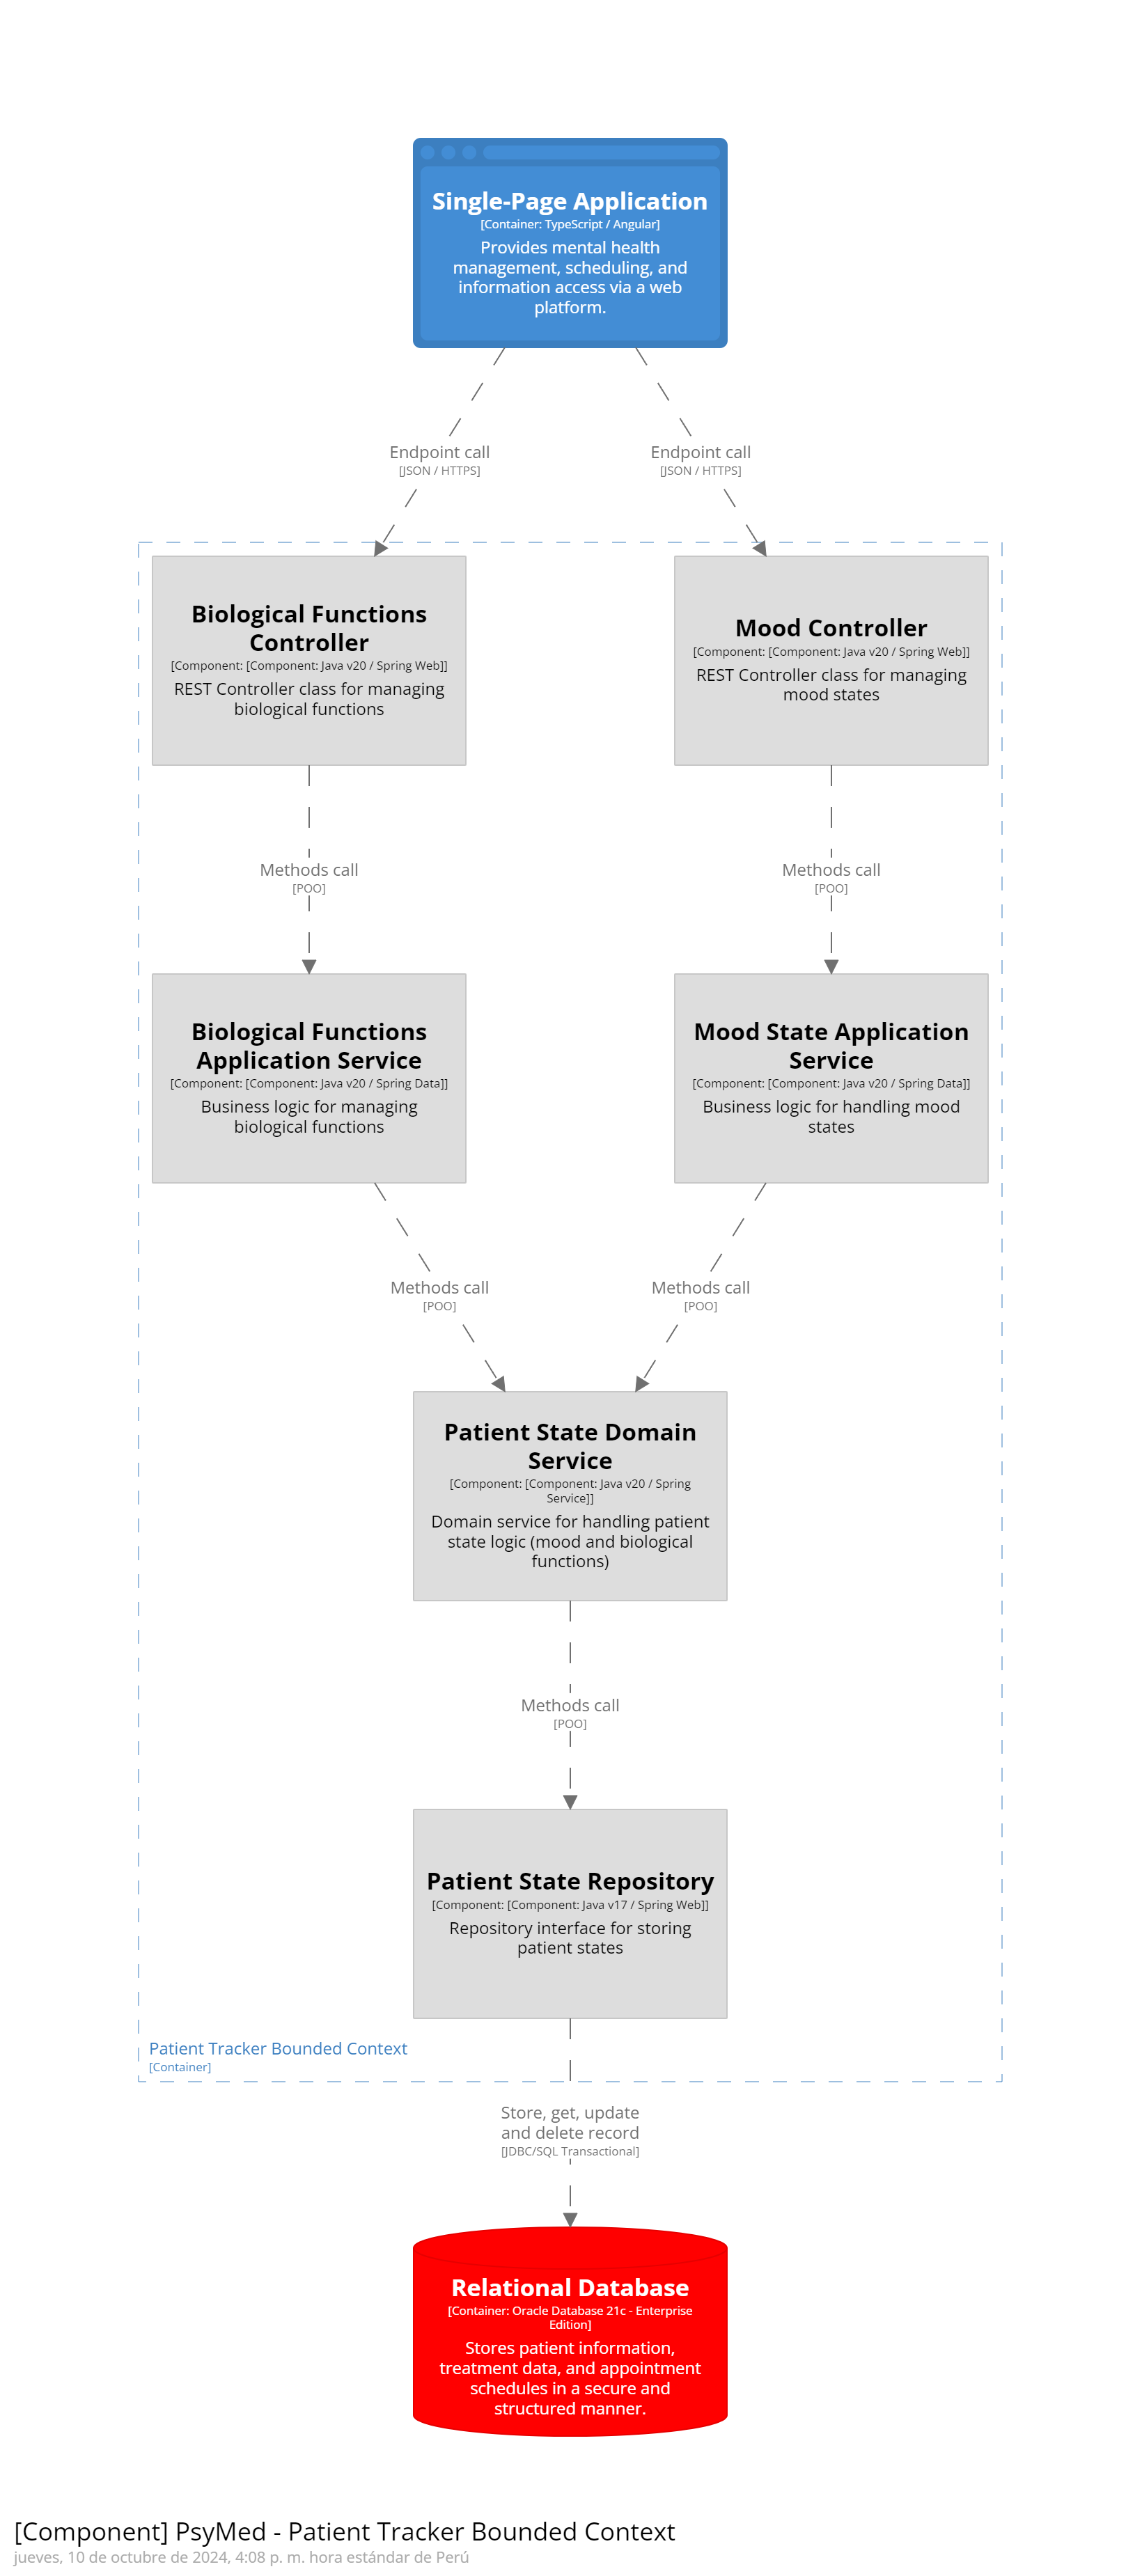 Single-Page Application
[Container: TypeScript / Angular]
Provides mental health
management, scheduling, and
information access via a web
platform.
Endpoint call
[JSON / HTTPS]
Endpoint call
[JSON / HTTPS]
Biological Functions
Controller
[Component: [Component: Java v20 / Spring Web]]
REST Controller class for managing
biological functions
Mood Controller
[Component: [Component: Java v20 / Spring Web]]
REST Controller class for managing
mood states
Methods call
[POO]
Methods call
[POO]
Biological Functions
Application Service
[Component: [Component: Java v20 / Spring Data]]
Business logic for managing
biological functions
Mood State Application
Service
[Component: [Component: Java v20 / Spring Data]]
Business logic for handling mood
states
Methods call
[POO]
Methods call
[POO]
Patient State Domain
Service
[Component: [Component: Java v20 / Spring
Service]]
Domain service for handling patient
state logic (mood and biological
functions)
Methods call
[POO]
Patient State Repository
[Component: [Component: Java v17 / Spring Web]]
Repository interface for storing
patient states
Patient Tracker Bounded Context
[Container]
Store, get, update
and delete record
[JDBC/SQL Transactional]
Relational Database
[Container: Oracle Database 21c - Enterprise
Edition]
Stores patient information,
treatment data, and appointment
schedules in a secure and
structured manner.
[Component] PsyMed - Patient Tracker Bounded Context
jueves, 10 de octubre de 2024, 4:08 p. m. hora estándar de Perú